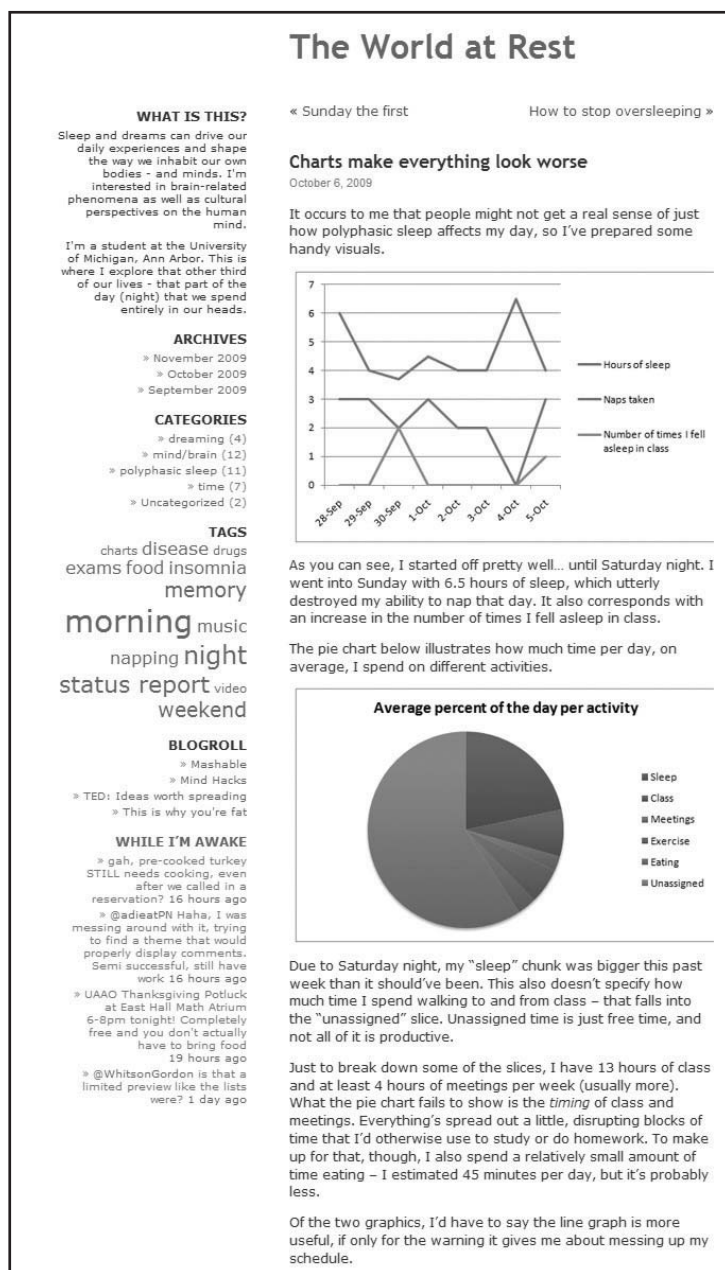 The World at Rest
WHAT IS THIS?
Sleep and dreams can drive our
daily experiences and shape
the way we inhabit our own
bodies - and minds. I'm
interested in brain-related
phenomena as well as cultural
perspectives on the human
mind.
I'm a student at the University
of Michigan, Ann Arbor. This is
where I explore that other third
of our lives - that part of the
day (night) that we spend
entirely in our heads.
ARCHIVES
» November 2009
» October 2009
» September 2009
CATEGORIES
» dreaming (4)
» mind/brain (12)
» polyphasic sleep (11)
» time (7)
» Uncategorized (2)
TAGS
charts disease drugs
exams food insomnia
memory
morning music
napping night
status report video
weekend
BLOGROLL
» Mashable
» Mind Hacks
» TED: Ideas worth spreading
» This is why you're fat
WHILE I'M AWAKE
» gah, pre-cooked turkey
STILL needs cooking, even
after we called in a
reservation? 16 hours ago
» @adieatPN Haha, I was
messing around with it, trying
to find a theme that would
properly display comments.
Semi successful, still have
work 16 hours ago
» UAAO Thanksgiving Potluck
at East Hall Math Atrium
6-8pm tonight! Completely
free and you don't actually
have to bring food
19 hours ago
» @WhitsonGordon is that a
limited preview like the lists
were? 1 day ago
« Sunday the first How to stop oversleeping »
Charts make everything look worse
October 6, 2009
It occurs to me that people might not get a real sense of just
how polyphasic sleep affects my day, so I've prepared some
handy visuals.
7
6
5
4
3
2
1
0
28-Sep 29-Sep 30-Sep 1-Oct 2-Oct 3-Oct 4-Oct 5-Oct
Hours of sleep
Naps taken
Number of times I fell
asleep in class
As you can see, I started off pretty well... until Saturday night. I
went into Sunday with 6.5 hours of sleep, which utterly
destroyed my ability to nap that day. It also corresponds with
an increase in the number of times I fell asleep in class.
The pie chart below illustrates how much time per day, on
average, I spend on different activities.
Average percent of the day per activity
Sleep
Class
Meetings
Exercise
Eating
Unassigned
Due to Saturday night, my "sleep" chunk was bigger this past
week than it should've been. This also doesn't specify how
much time I spend walking to and from class – that falls into
the "unassigned" slice. Unassigned time is just free time, and
not all of it is productive.
Just to break down some of the slices, I have 13 hours of class
and at least 4 hours of meetings per week (usually more).
What the pie chart fails to show is the timing of class and
meetings. Everything's spread out a little, disrupting blocks of
time that I'd otherwise use to study or do homework. To make
up for that, though, I also spend a relatively small amount of
time eating – I estimated 45 minutes per day, but it's probably
less.
Of the two graphics, I'd have to say the line graph is more
useful, if only for the warning it gives me about messing up my
schedule.